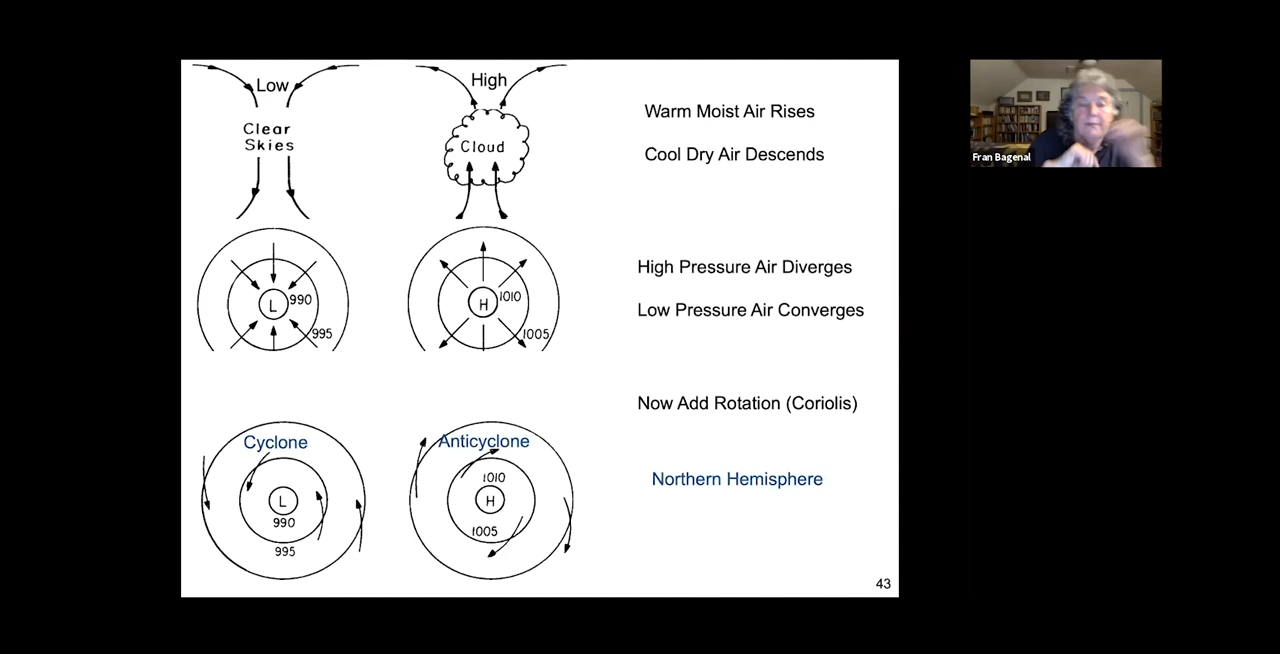 Low
High
Clear
Skies
Cloud
Warm Moist Air Rises
Cool Dry Air Descends
Fran Bagenal
L
990
995
H
1010
1005
High Pressure Air Diverges
Low Pressure Air Converges
Now Add Rotation (Coriolis)
Cyclone
L
990
995
Anticyclone
1010
H
1005
Northern Hemisphere
43